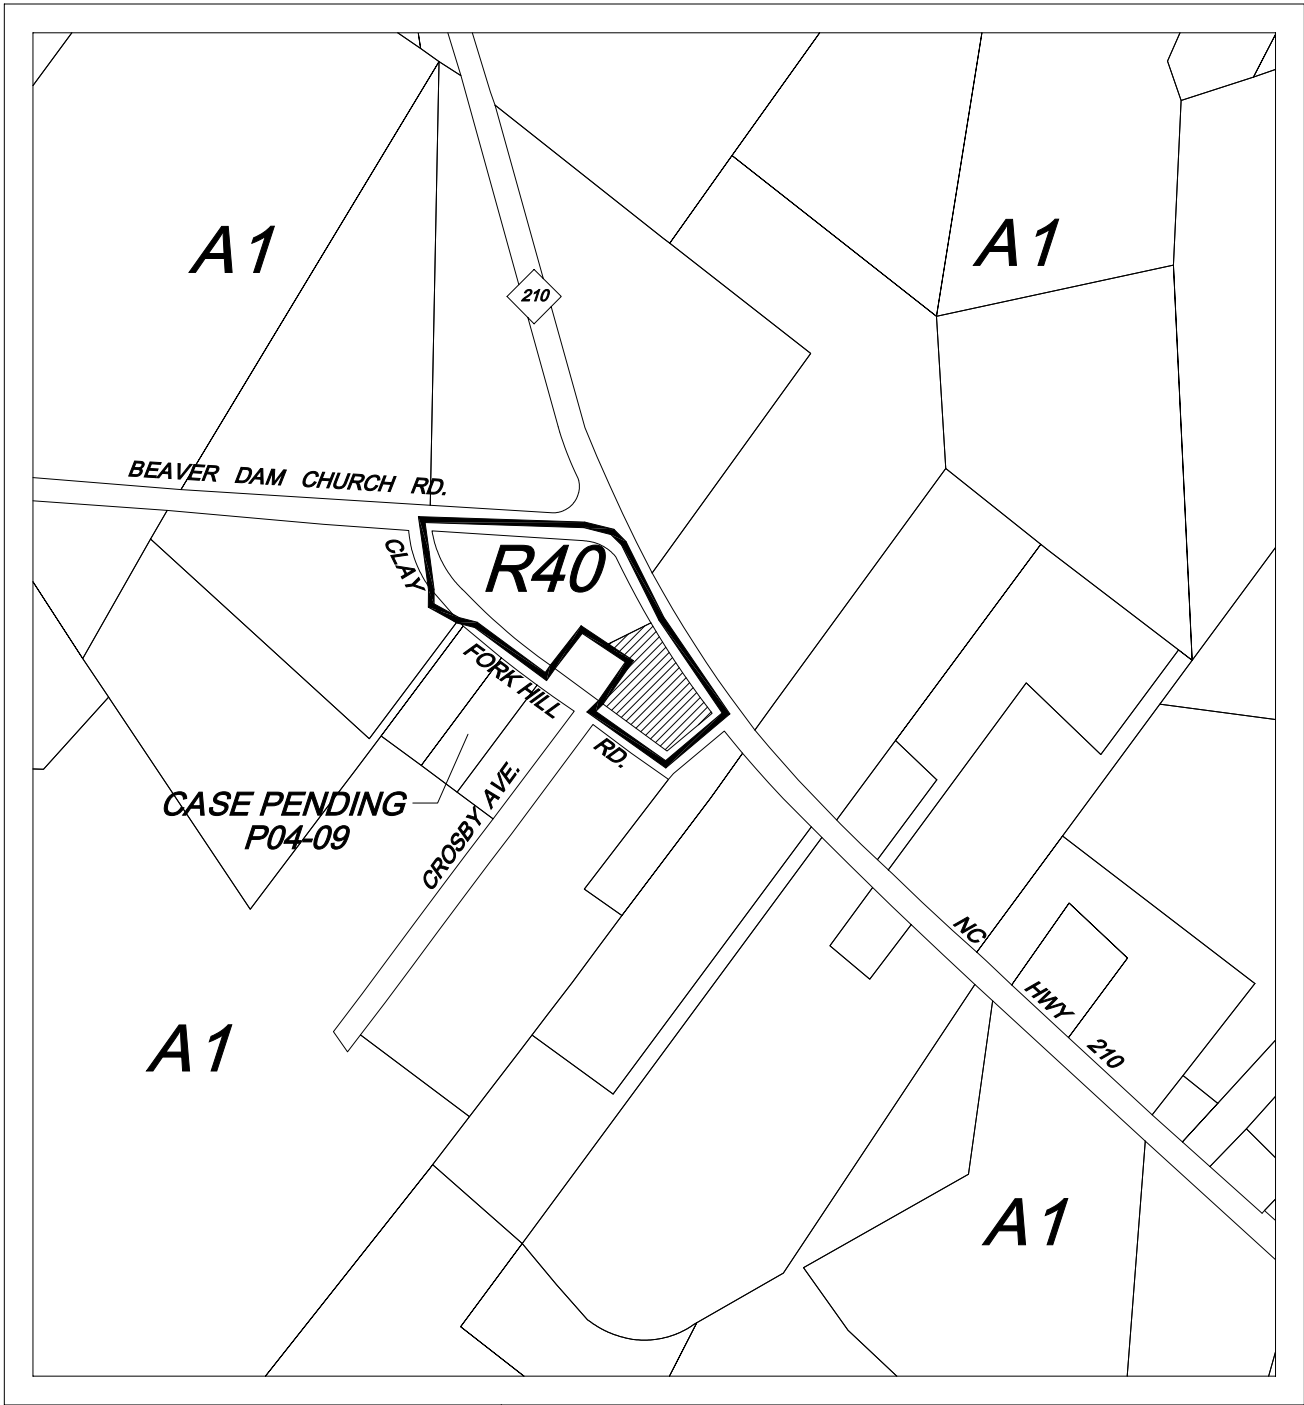 A1
A1
210
BEAVER DAM CHURCH RD.
CLAY
R40
FORK HILL
RD.
CASE PENDING
P04-09
CROSBY AVE.
NC
HWY
210
A1
A1